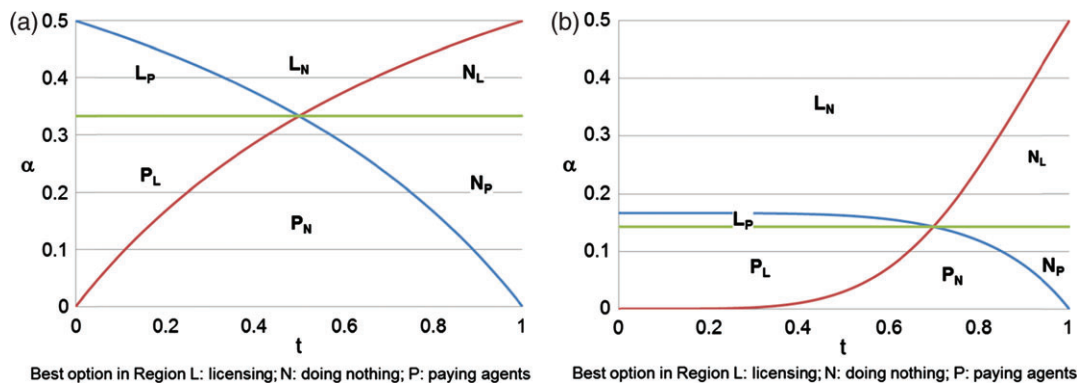 (a)
0.5
0.4
0.3
α
0.2
0.1
0
L_P
L_N
N_L
P_L
P_N
N_P
0 0.2 0.4 0.6 0.8 1
t
Best option in Region L: licensing; N: doing nothing; P: paying agents
(b)
0.5
0.4
0.3
α
0.2
0.1
0
L_N
N_L
L_P
P_L
P_N
N_P
0 0.2 0.4 0.6 0.8 1
t
Best option in Region L: licensing; N: doing nothing; P: paying agents